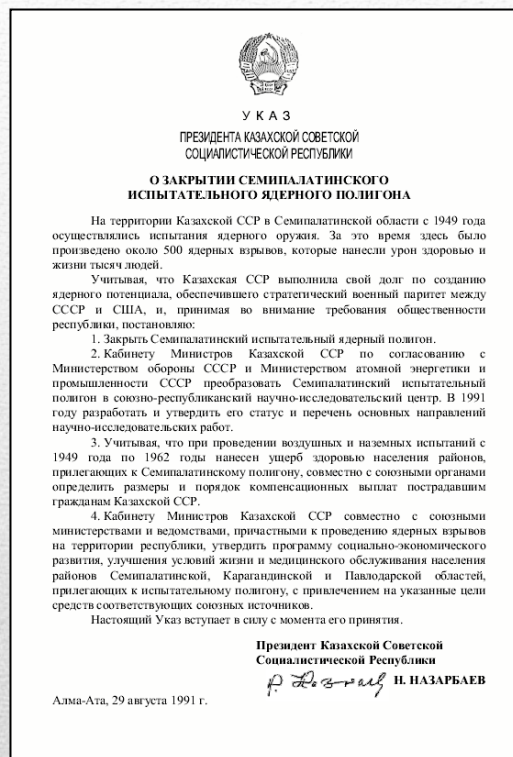 У К А З
ПРЕЗИДЕНТА КАЗАХСКОЙ СОВЕТСКОЙ
СОЦИАЛИСТИЧЕСКОЙ РЕСПУБЛИКИ
О ЗАКРЫТИИ СЕМИПАЛАТИНСКОГО
ИСПЫТАТЕЛЬНОГО ЯДЕРНОГО ПОЛИГОНА
На территории Казахской ССР в Семипалатинской области с 1949 года
осуществлялись испытания ядерного оружия. За это время здесь было
произведено около 500 ядерных взрывов, которые нанесли урон здоровью и
жизни тысяч людей.
Учитывая, что Казахская ССР выполнила свой долг по созданию
ядерного потенциала, обеспечившего стратегический военный паритет между
СССР и США, и, принимая во внимание требования общественности
республики, постановляю:
1. Закрыть Семипалатинский испытательный ядерный полигон.
2. Кабинету Министров Казахской ССР по согласованию с
Министерством обороны СССР и Министерством атомной энергетики и
промышленности СССР преобразовать Семипалатинский испытательный
полигон в союзно-республиканский научно-исследовательский центр. В 1991
году разработать и утвердить его статус и перечень основных направлений
научно-исследовательских работ.
3. Учитывая, что при проведении воздушных и наземных испытаний с
1949 года по 1962 годы нанесен ущерб здоровью населения районов,
прилегающих к Семипалатинскому полигону, совместно с союзными органами
определить размеры и порядок компенсационных выплат пострадавшим
гражданам Казахской ССР.
4. Кабинету Министров Казахской ССР совместно с союзными
министерствами и ведомствами, причастными к проведению ядерных взрывов
на территории республики, утвердить программу социально-экономического
развития, улучшения условий жизни и медицинского обслуживания населения
районов Семипалатинской, Карагандинской и Павлодарской областей,
прилегающих к испытательному полигону, с привлечением на указанные цели
средств соответствующих союзных источников.
Настоящий Указ вступает в силу с момента его принятия.
Президент Казахской Советской
Социалистической Республики
Н. НАЗАРБАЕВ
Алма-Ата, 29 августа 1991 г.